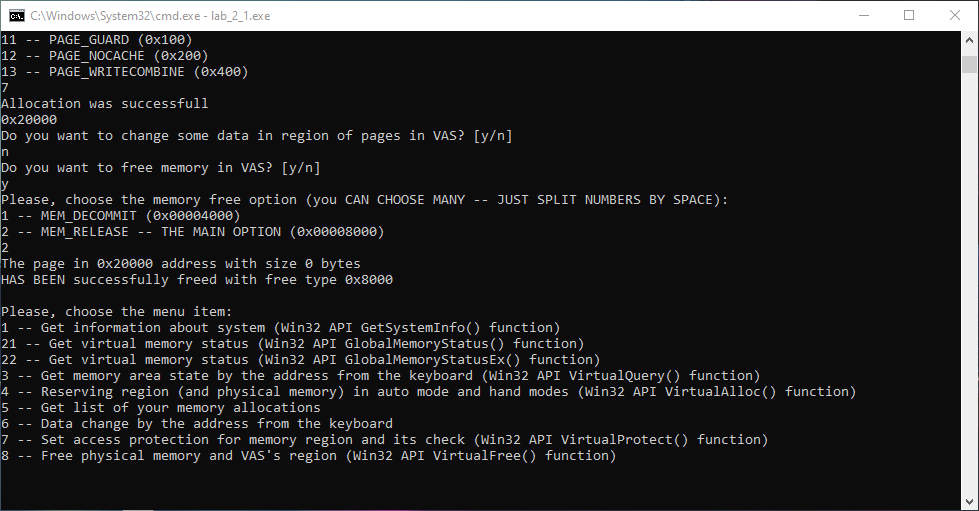 C:\Windows\System32\cmd.exe - lab_2_1.exe
11 -- PAGE_GUARD (0x100)
12 -- PAGE_NOCACHE (0x200)
13 -- PAGE_WRITECOMBINE (0x400)
7
Allocation was successfull
0x20000
Do you want to change some data in region of pages in VAS? [y/n]
n
Do you want to free memory in VAS? [y/n]
y
Please, choose the memory free option (you CAN CHOOSE MANY -- JUST SPLIT NUMBERS BY SPACE):
1 -- MEM_DECOMMIT (0x00004000)
2 -- MEM_RELEASE -- THE MAIN OPTION (0x00008000)
2
The page in 0x20000 address with size 0 bytes
HAS BEEN successfully freed with free type 0x8000
Please, choose the menu item:
1 -- Get information about system (Win32 API GetSystemInfo() function)
21 -- Get virtual memory status (Win32 API GlobalMemoryStatus() function)
22 -- Get virtual memory status (Win32 API GlobalMemoryStatusEx() function)
3 -- Get memory area state by the address from the keyboard (Win32 API VirtualQuery() function)
4 -- Reserving region (and physical memory) in auto mode and hand modes (Win32 API VirtualAlloc() function)
5 -- Get list of your memory allocations
6 -- Data change by the address from the keyboard
7 -- Set access protection for memory region and its check (Win32 API VirtualProtect() function)
8 -- Free physical memory and VAS's region (Win32 API VirtualFree() function)